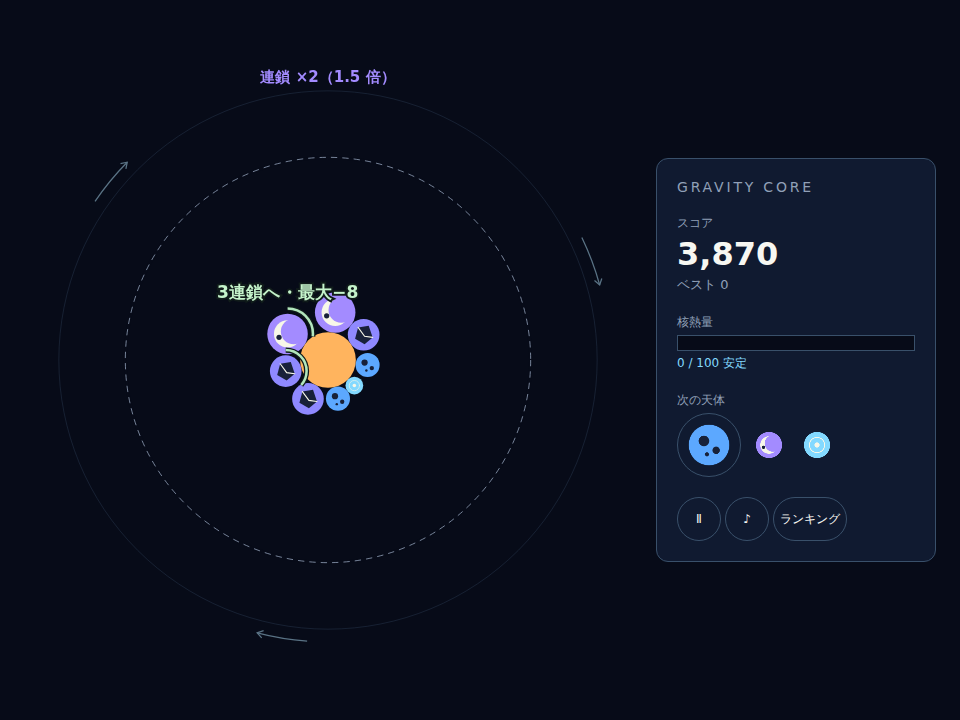 連鎖 ×2（1.5 倍）
3連鎖へ・最大−8
GRAVITY CORE
スコア
3,870
ベスト 0
核熱量
0 / 100 安定
次の天体
Ⅱ ♪ ランキング